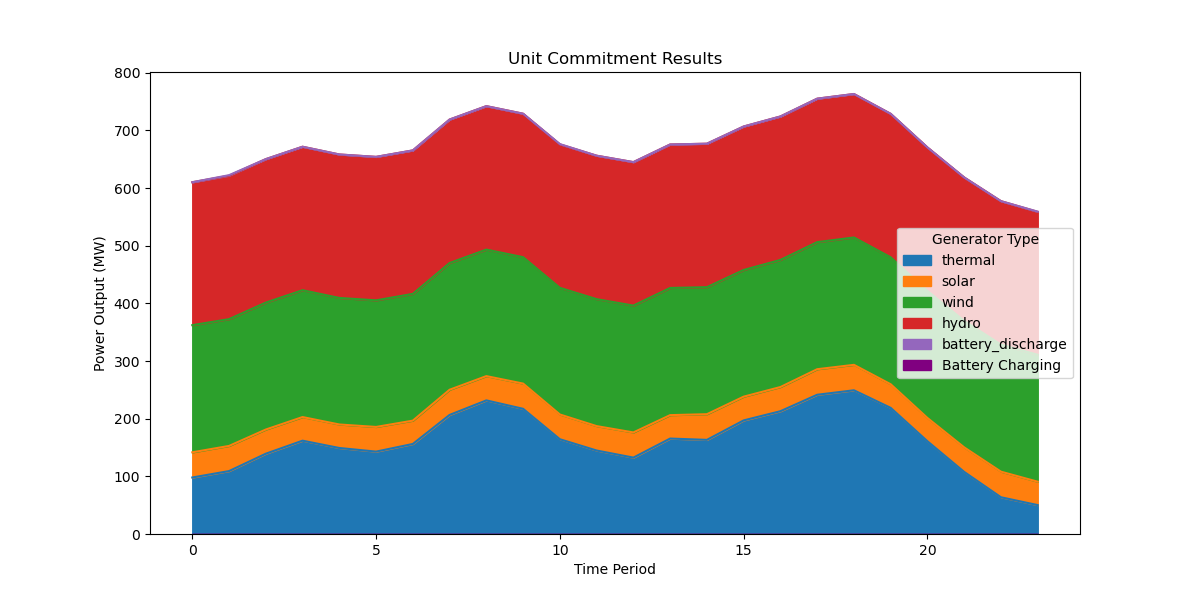 Unit Commitment Results
Power Output (MW)
800
700
600
500
400
300
200
100
0
Generator Type
thermal
solar
wind
hydro
battery_discharge
Battery Charging
0 5 10 15 20
Time Period